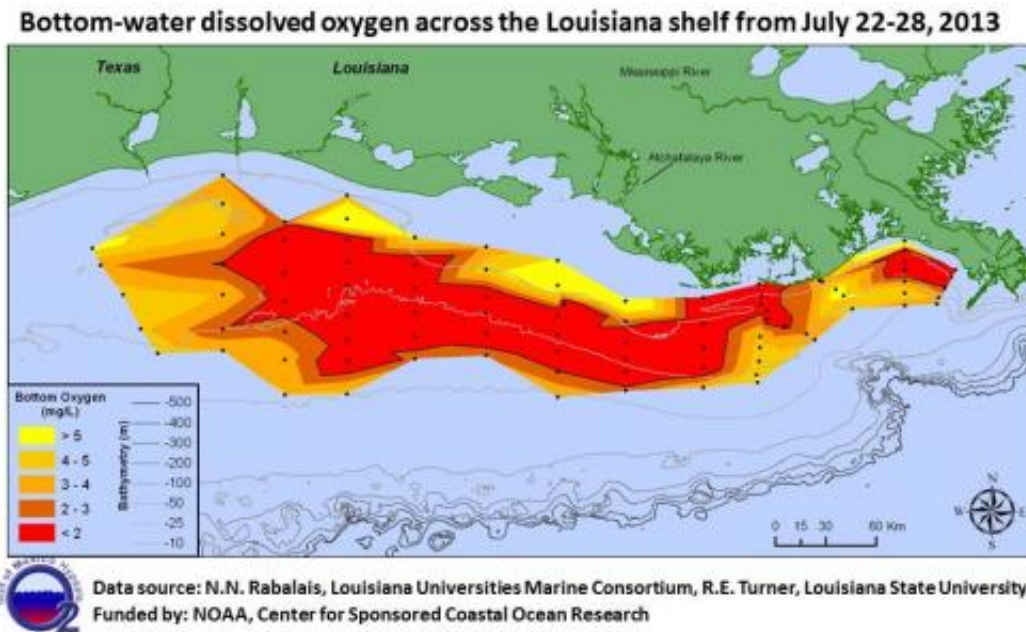 Bottom-water dissolved oxygen across the Louisiana shelf from July 22-28, 2013
Texas
Louisiana
Mississippi River
Atchafalaya River
Bottom Oxygen
(mg/L)
> 5
4 - 5
3 - 4
2 - 3
< 2
Bathymetry (m)
-500
-400
-300
-200
-100
-50
-25
-10
N
W
E
S
0 15 30 60 Km
O2
Data source: N.N. Rabalais, Louisiana Universities Marine Consortium, R.E. Turner, Louisiana State University
Funded by: NOAA, Center for Sponsored Coastal Ocean Research